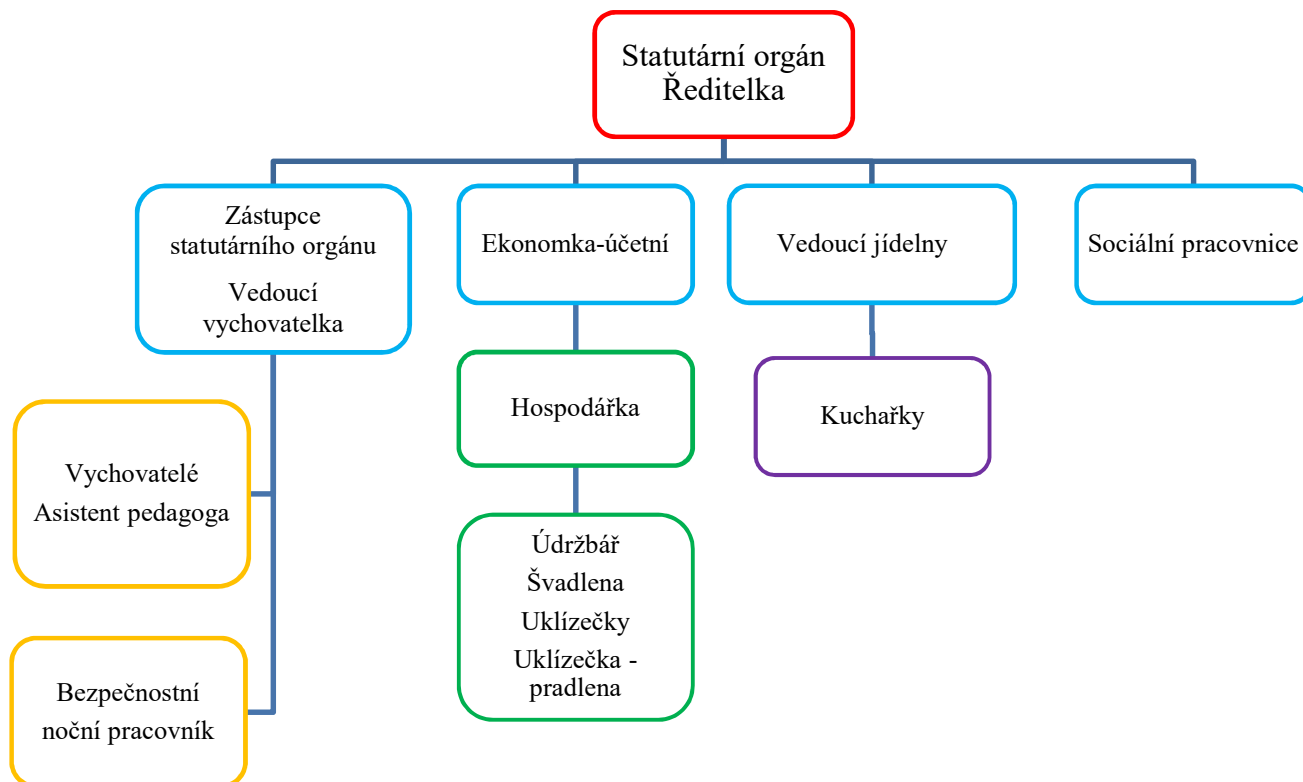 Statutární orgán
Ředitelka
Zástupce
statutárního orgánu
Vedoucí
vychovatelka
Ekonomka-účetní
Vedoucí jídelny
Sociální pracovnice
Hospodářka
Kuchařky
Vychovatelé
Asistent pedagoga
Údržbář
Švadlena
Uklízečky
Uklízečka -
pradlena
Bezpečnostní
noční pracovník